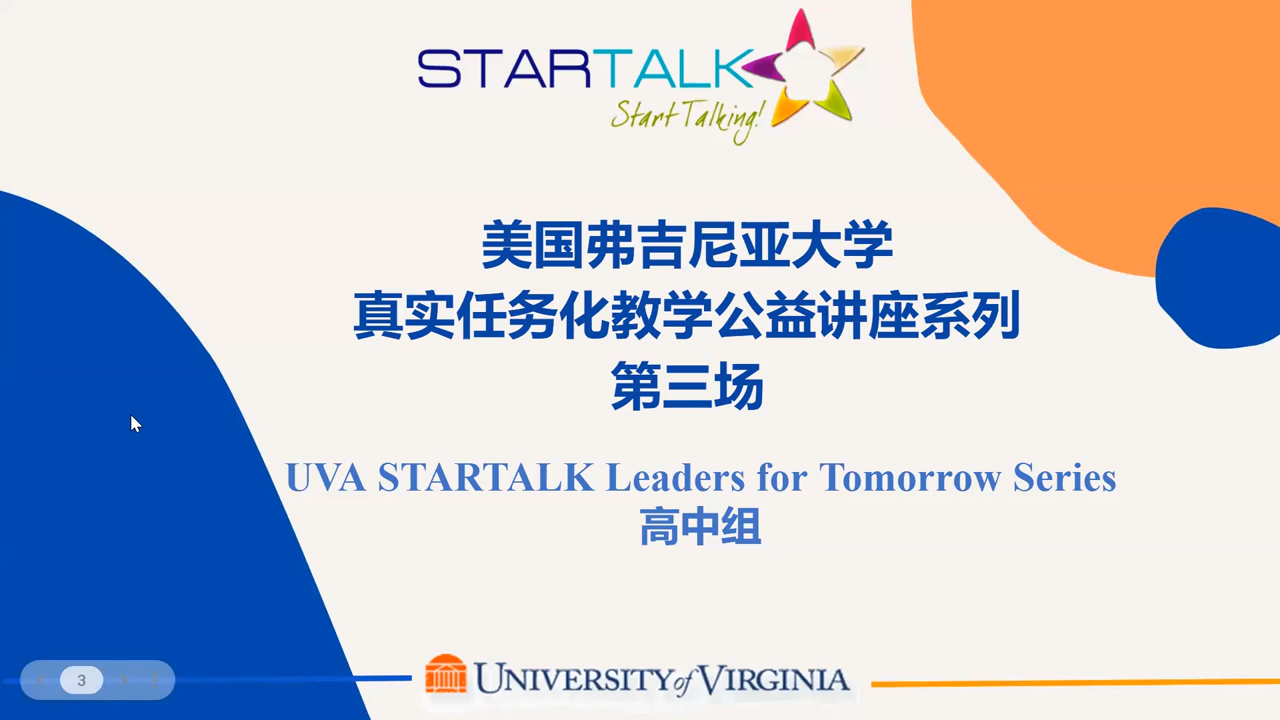 STARTALK
Start Talking!
美国弗吉尼亚大学
真实任务化教学公益讲座系列
第三场
UVA STARTALK Leaders for Tomorrow Series
高中组
3
UNIVERSITY of VIRGINIA